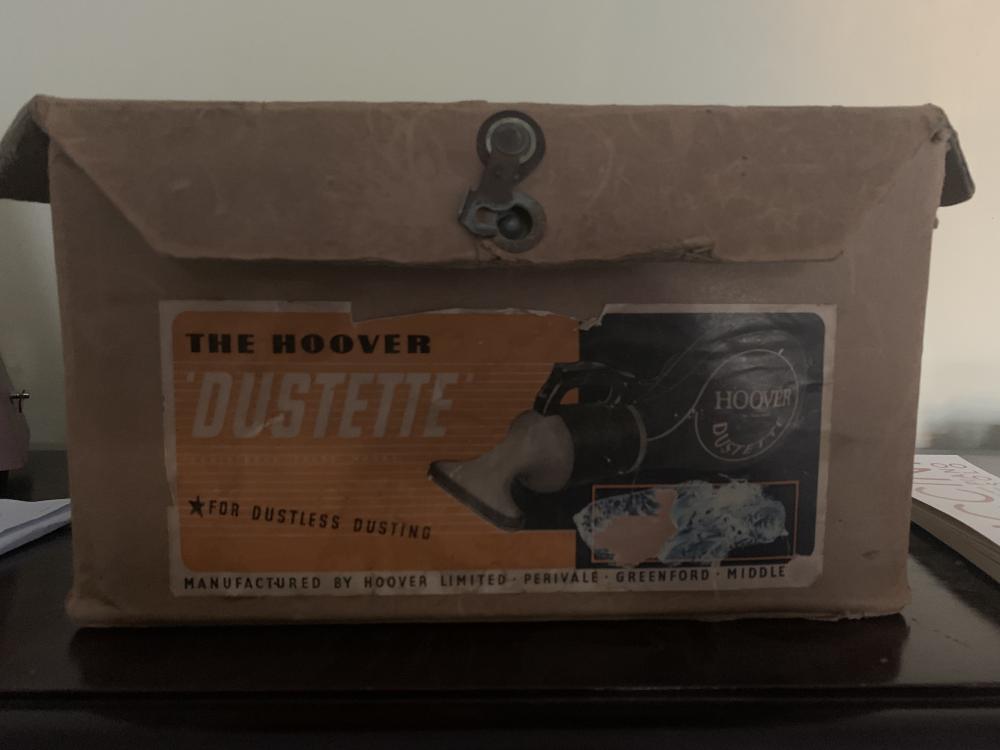 THE HOOVER
'DUSTETTE'
★FOR DUSTLESS DUSTING
HOOVER
DUSTETTE
MANUFACTURED BY HOOVER LIMITED · PERIVALE · GREENFORD · MIDDLE